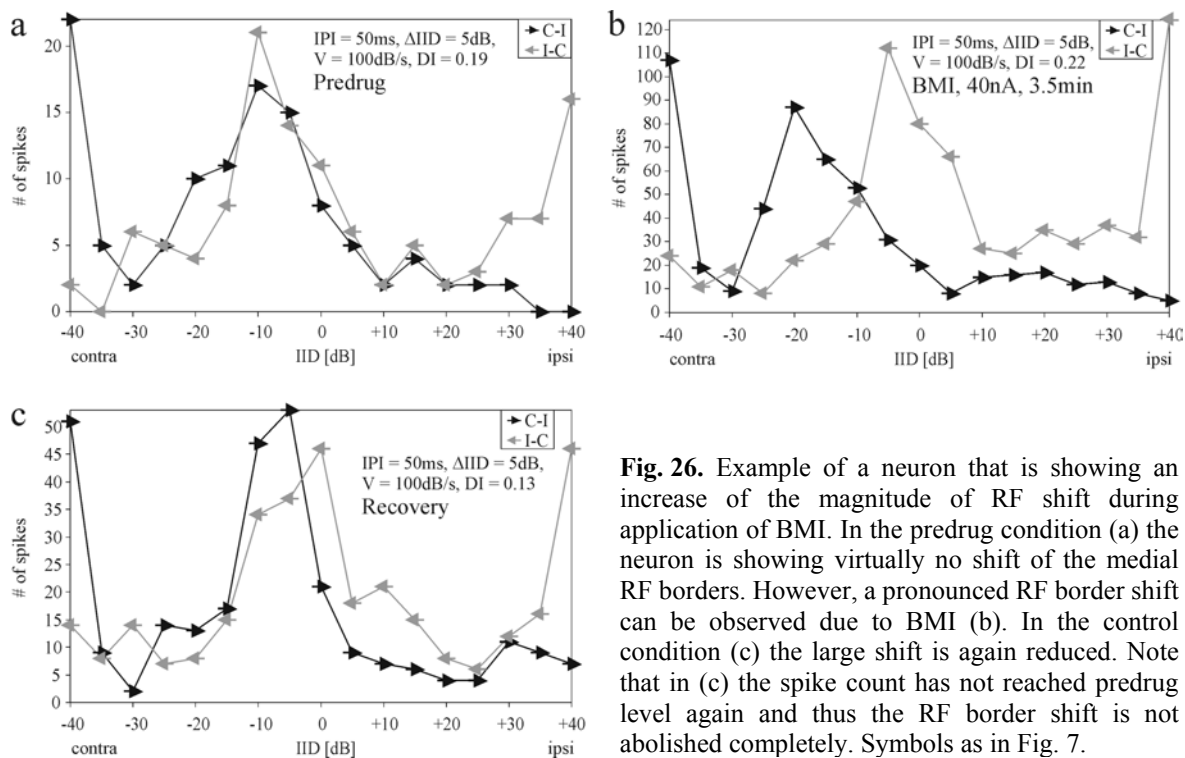 a
IPI = 50ms, ΔIID = 5dB,
V = 100dB/s, DI = 0.19
Predrug
C-I
I-C
# of spikes
20
15
10
5
0
-40
-30
-20
-10
0
+10
+20
+30
+40
contra
IID [dB]
ipsi
b
IPI = 50ms, ΔIID = 5dB,
V = 100dB/s, DI = 0.22
BMI, 40nA, 3.5min
C-I
I-C
# of spikes
120
110
100
90
80
70
60
50
40
30
20
10
0
-40
-30
-20
-10
0
+10
+20
+30
+40
contra
IID [dB]
ipsi
c
IPI = 50ms, ΔIID = 5dB,
V = 100dB/s, DI = 0.13
Recovery
C-I
I-C
# of spikes
50
45
40
35
30
25
20
15
10
5
0
-40
-30
-20
-10
0
+10
+20
+30
+40
contra
IID [dB]
ipsi
Fig. 26. Example of a neuron that is showing an
increase of the magnitude of RF shift during
application of BMI. In the predrug condition (a) the
neuron is showing virtually no shift of the medial
RF borders. However, a pronounced RF border shift
can be observed due to BMI (b). In the control
condition (c) the large shift is again reduced. Note
that in (c) the spike count has not reached predrug
level again and thus the RF border shift is not
abolished completely. Symbols as in Fig. 7.